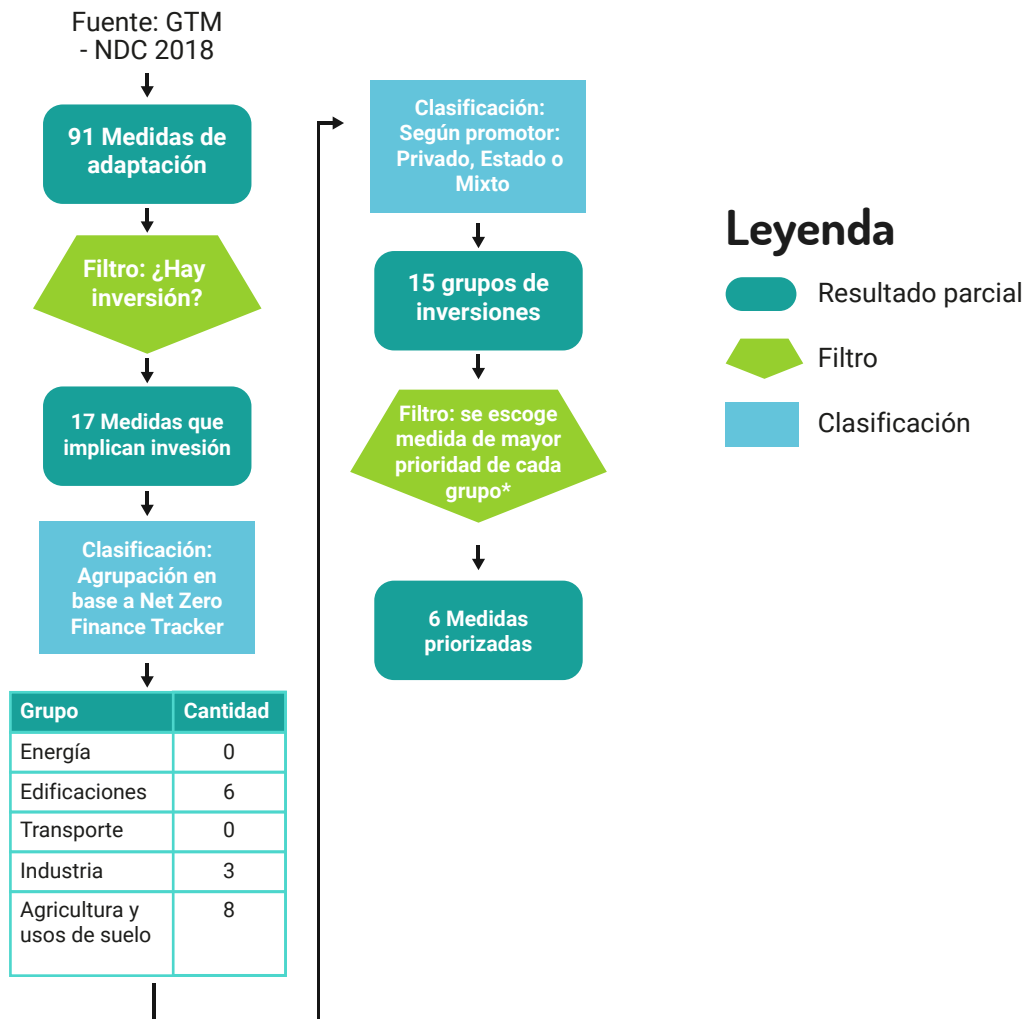 Fuente: GTM
- NDC 2018
91 Medidas de
adaptación
Filtro: ¿Hay
inversión?
17 Medidas que
implican invesión
Clasificación:
Agrupación en
base a Net Zero
Finance Tracker
Grupo Cantidad
Energía 0
Edificaciones 6
Transporte 0
Industria 3
Agricultura y 8
usos de suelo
Clasificación:
Según promotor:
Privado, Estado o
Mixto
15 grupos de
inversiones
Filtro: se escoge
medida de mayor
prioridad de cada
grupo*
6 Medidas
priorizadas
Leyenda
Resultado parcial
Filtro
Clasificación